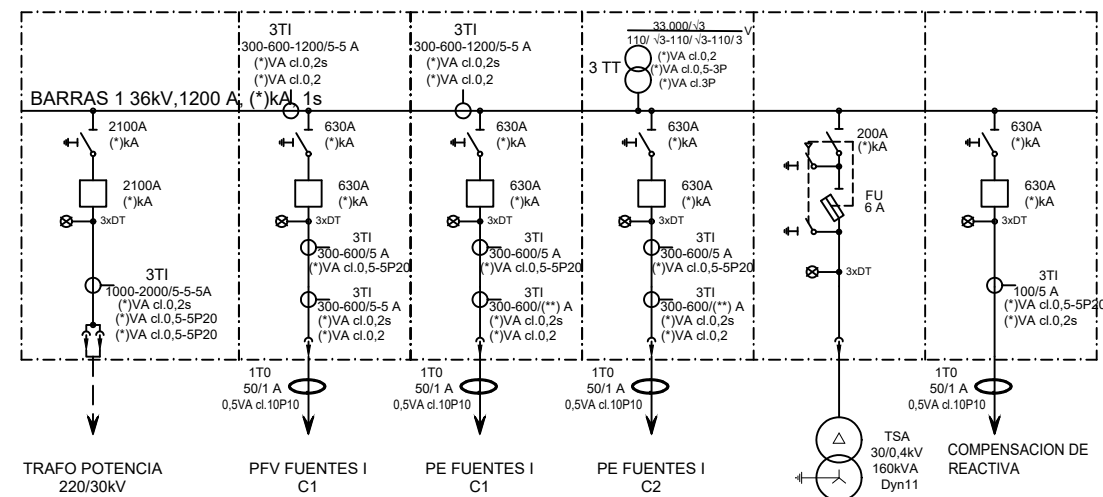 3TI
300-600-1200/5-5 A
(*)VA cl.0,2s
(*)VA cl.0,2
3TI
300-600-1200/5-5 A
(*)VA cl.0,2s
(*)VA cl.0,2
33.000/√3
110/ √3-110/ √3-110/ 3
V
3 TT
(*)VA cl.0,2
(*)VA cl.0,5-3P
(*)VA cl.3P
BARRAS 1 36kV,1200 A, (*)kA, 1s
2100A
(*)kA
2100A
(*)kA
3xDT
3TI
1000-2000/5-5-5A
(*)VA cl.0,2s
(*)VA cl.0,5-5P20
(*)VA cl.0,5-5P20
TRAFO POTENCIA
220/30kV
630A
(*)kA
630A
(*)kA
3xDT
3TI
300-600/5 A
(*)VA cl.0,5-5P20
3TI
300-600/5-5 A
(*)VA cl.0,2s
(*)VA cl.0,2
1T0
50/1 A
0,5VA cl.10P10
PFV FUENTES I
C1
630A
(*)kA
630A
(*)kA
3xDT
3TI
300-600/5 A
(*)VA cl.0,5-5P20
3TI
300-600/(**) A
(*)VA cl.0,2s
(*)VA cl.0,2
1T0
50/1 A
0,5VA cl.10P10
PE FUENTES I
C1
630A
(*)kA
630A
(*)kA
3xDT
3TI
300-600/5 A
(*)VA cl.0,5-5P20
3TI
300-600/(**) A
(*)VA cl.0,2s
(*)VA cl.0,2
1T0
50/1 A
0,5VA cl.10P10
PE FUENTES I
C2
200A
(*)kA
FU
6 A
3xDT
TSA
30/0,4kV
160kVA
Dyn11
630A
(*)kA
630A
(*)kA
3xDT
3TI
100/5 A
(*)VA cl.0,5-5P20
(*)VA cl.0,2s
1T0
50/1 A
0,5VA cl.10P10
COMPENSACION DE
REACTIVA